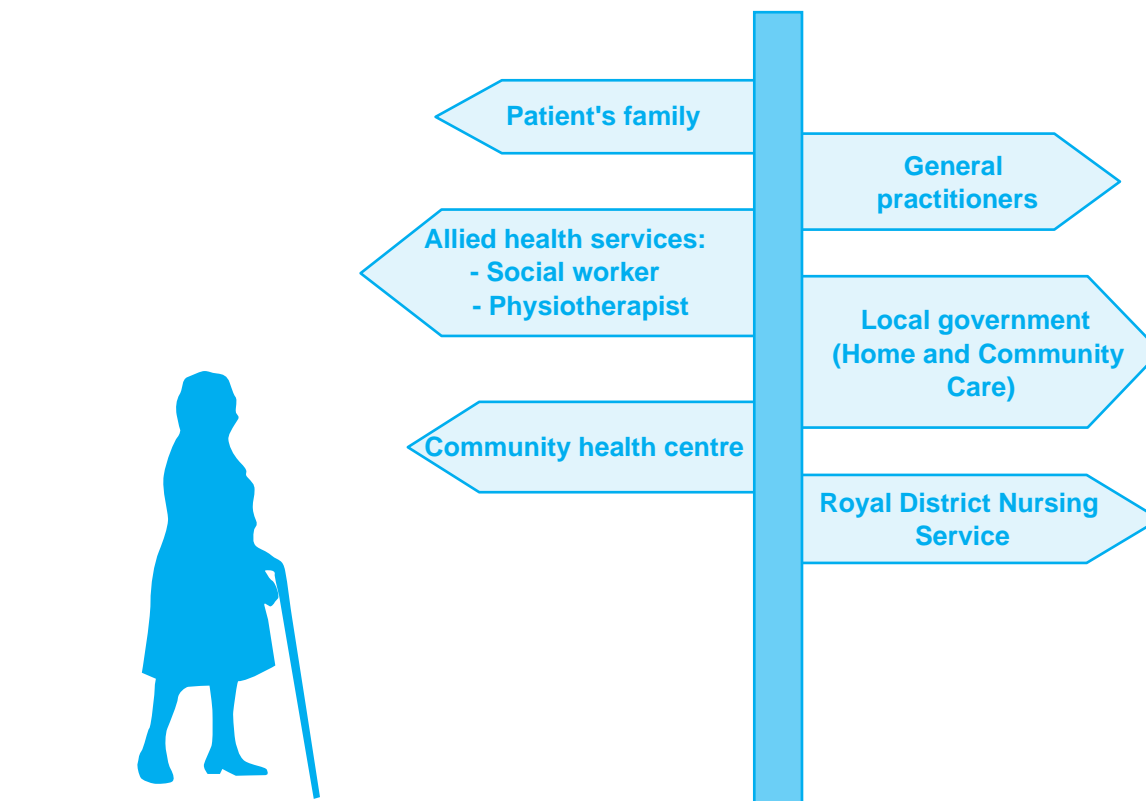 Patient's family
General
practitioners
Allied health services:
- Social worker
- Physiotherapist
Local government
(Home and Community
Care)
Community health centre
Royal District Nursing
Service